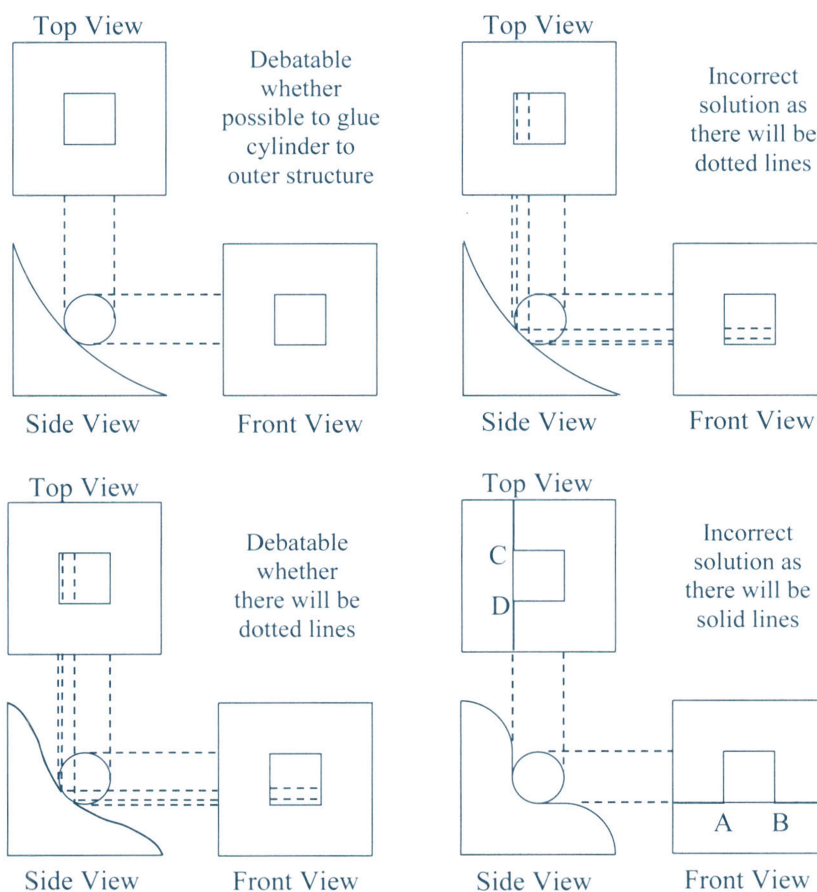 Top View
Debatable
whether
possible to glue
cylinder to
outer structure
Side View
Front View
Top View
Incorrect
solution as
there will be
dotted lines
Side View
Front View
Top View
Debatable
whether
there will be
dotted lines
Side View
Front View
Top View
C
D
Incorrect
solution as
there will be
solid lines
A
B
Side View
Front View